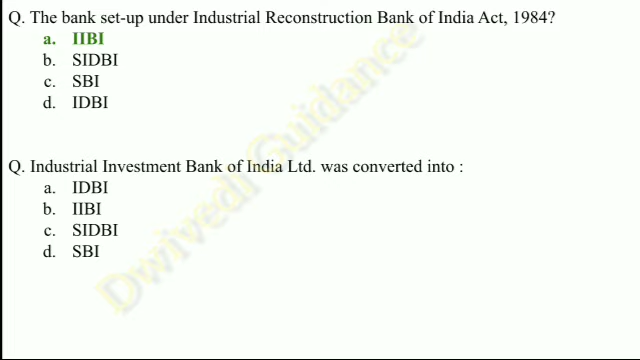 Q. The bank set-up under Industrial Reconstruction Bank of India Act, 1984?
a. IIBI
b. SIDBI
c. SBI
d. IDBI
Q. Industrial Investment Bank of India Ltd. was converted into :
a. IDBI
b. IIBI
c. SIDBI
d. SBI
Dwivedi Guidance